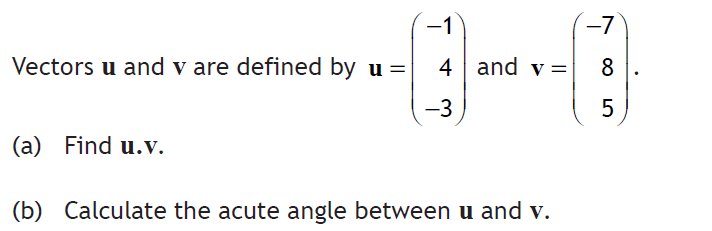 Vectors u and v are defined by u = (−1 4 −3) and v = (−7 8 5).
(a) Find u.v.
(b) Calculate the acute angle between u and v.